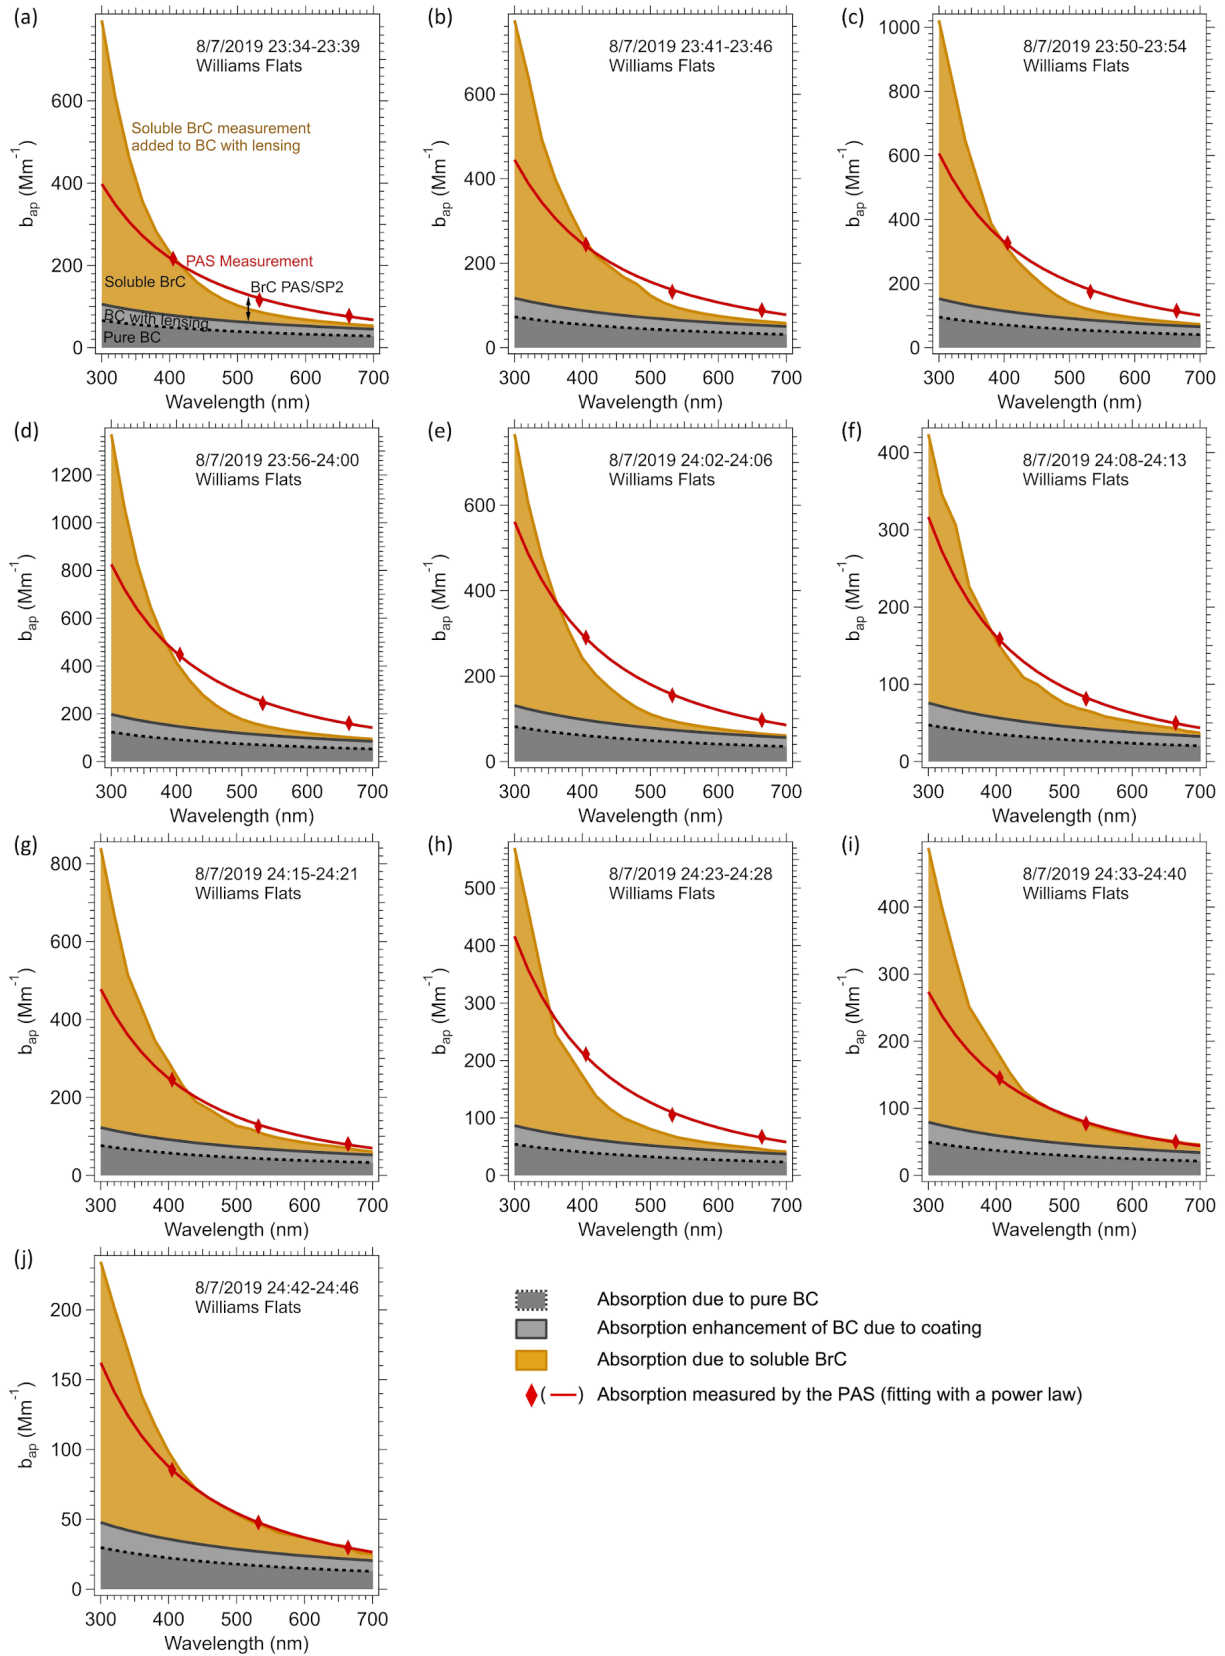 (a)
8/7/2019 23:34-23:39
Williams Flats
Soluble BrC measurement
added to BC with lensing
PAS Measurement
BrC PAS/SP2
Soluble BrC
BC with lensing
Pure BC
b_ap (Mm⁻¹)
600
400
200
0
300 400 500 600 700
Wavelength (nm)
(b)
8/7/2019 23:41-23:46
Williams Flats
b_ap (Mm⁻¹)
600
400
200
0
300 400 500 600 700
Wavelength (nm)
(c)
8/7/2019 23:50-23:54
Williams Flats
b_ap (Mm⁻¹)
1000
800
600
400
200
0
300 400 500 600 700
Wavelength (nm)
(d)
8/7/2019 23:56-24:00
Williams Flats
b_ap (Mm⁻¹)
1200
1000
800
600
400
200
0
300 400 500 600 700
Wavelength (nm)
(e)
8/7/2019 24:02-24:06
Williams Flats
b_ap (Mm⁻¹)
600
400
200
0
300 400 500 600 700
Wavelength (nm)
(f)
8/7/2019 24:08-24:13
Williams Flats
b_ap (Mm⁻¹)
400
300
200
100
0
300 400 500 600 700
Wavelength (nm)
(g)
8/7/2019 24:15-24:21
Williams Flats
b_ap (Mm⁻¹)
800
600
400
200
0
300 400 500 600 700
Wavelength (nm)
(h)
8/7/2019 24:23-24:28
Williams Flats
b_ap (Mm⁻¹)
500
400
300
200
100
0
300 400 500 600 700
Wavelength (nm)
(i)
8/7/2019 24:33-24:40
Williams Flats
b_ap (Mm⁻¹)
400
300
200
100
0
300 400 500 600 700
Wavelength (nm)
(j)
8/7/2019 24:42-24:46
Williams Flats
b_ap (Mm⁻¹)
200
150
100
50
0
300 400 500 600 700
Wavelength (nm)
Absorption due to pure BC
Absorption enhancement of BC due to coating
Absorption due to soluble BrC
( — ) Absorption measured by the PAS (fitting with a power law)